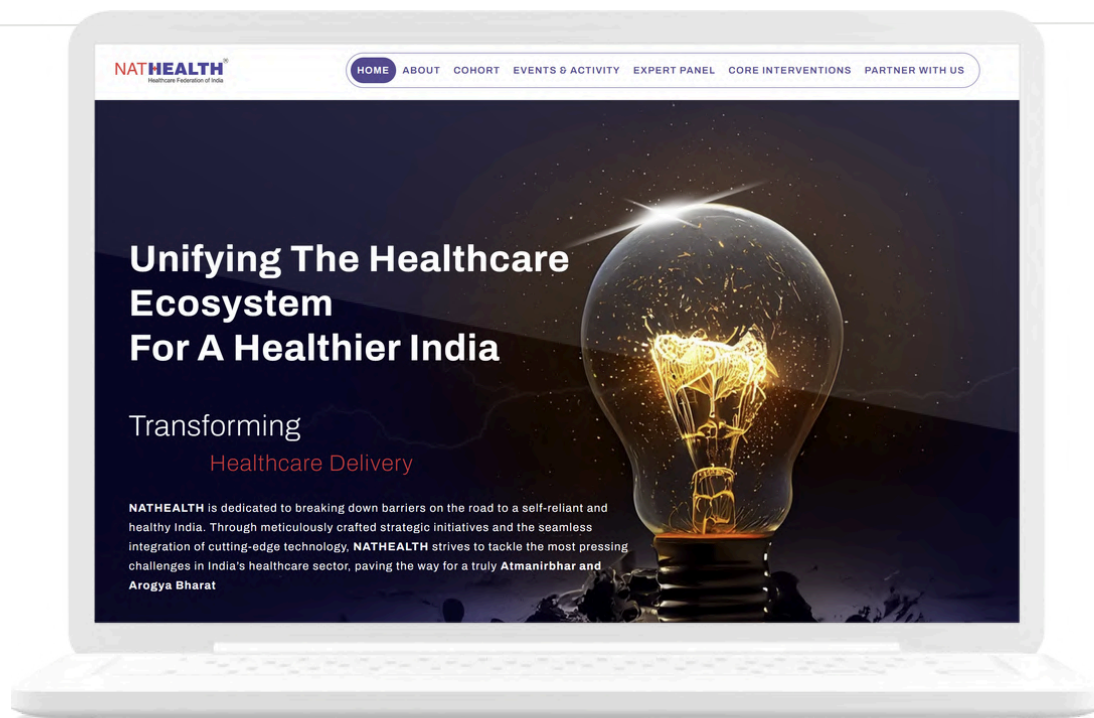 NATHEALTH®
Healthcare Federation of India
HOME ABOUT COHORT EVENTS & ACTIVITY EXPERT PANEL CORE INTERVENTIONS PARTNER WITH US
Unifying The Healthcare
Ecosystem
For A Healthier India
Transforming
Healthcare Delivery
NATHEALTH is dedicated to breaking down barriers on the road to a self-reliant and
healthy India. Through meticulously crafted strategic initiatives and the seamless
integration of cutting-edge technology, NATHEALTH strives to tackle the most pressing
challenges in India's healthcare sector, paving the way for a truly Atmanirbhar and
Arogya Bharat